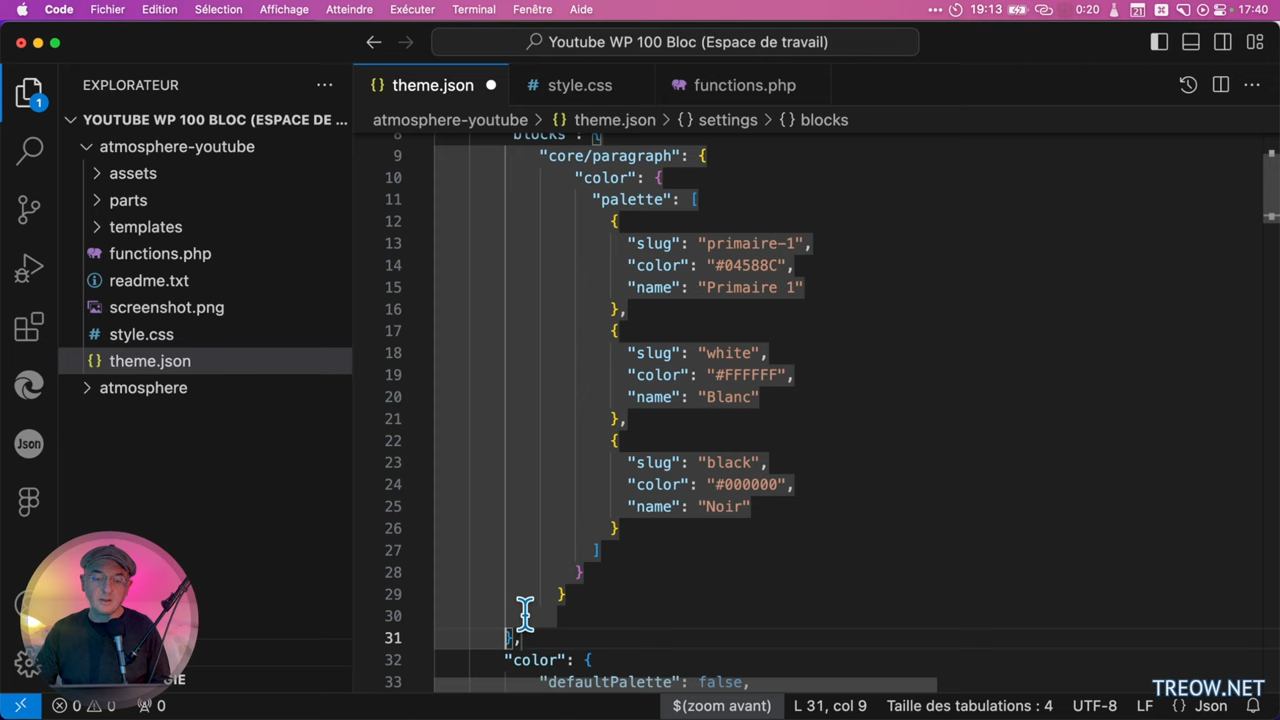 Code Fichier Edition Sélection Affichage Atteindre Exécuter Terminal Fenêtre Aide 19:13 0:20 21 17:40
Youtube WP 100 Bloc (Espace de travail)
EXPLORATEUR
theme.json style.css functions.php
1
YOUTUBE WP 100 BLOC (ESPACE DE ...
atmosphere-youtube
assets
parts
templates
functions.php
readme.txt
screenshot.png
style.css
theme.json
atmosphere
Json
atmosphere-youtube > {} theme.json > {} settings > {} blocks
8 "blocks": {
9 "core/paragraph": {
10 "color": {
11 "palette": [
12 {
13 "slug": "primaire-1",
14 "color": "#04588C",
15 "name": "Primaire 1"
16 },
17 {
18 "slug": "white",
19 "color": "#FFFFFF",
20 "name": "Blanc"
21 },
22 {
23 "slug": "black",
24 "color": "#000000",
25 "name": "Noir"
26 }
27 ]
28 }
29 }
30
31 },
32 "color": {
33 "defaultPalette": false,
GIE
TREOW.NET
0 0 0 $(zoom avant) L 31, col 9 Taille des tabulations : 4 UTF-8 LF {} Json